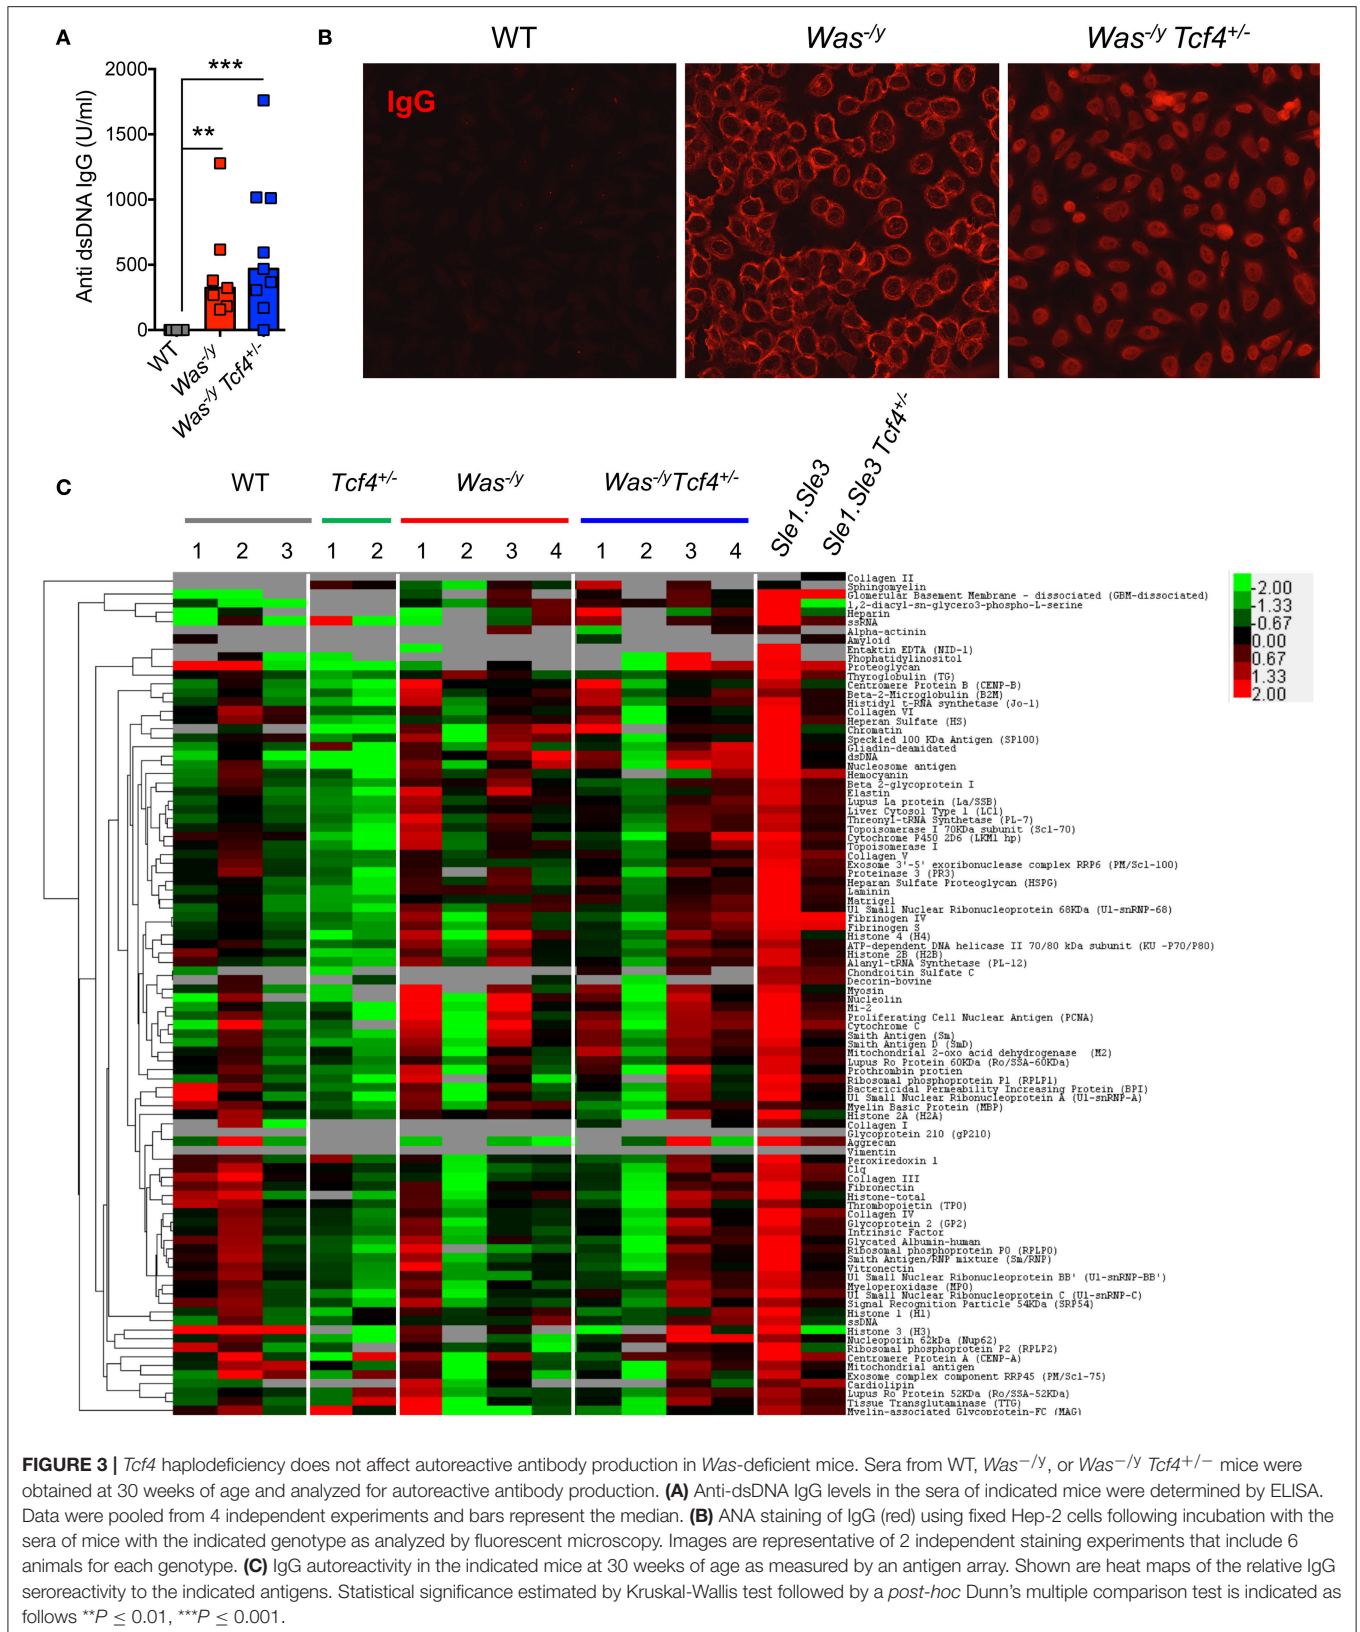 A
B
WT
Was-/y
Was-/y Tcf4+/-
2000
1500
1000
500
0
Anti dsDNA IgG (U/ml)
***
**
WT
Was-/y
Was-/y Tcf4+/-
IgG
C
WT
Tcf4+/-
Was-/y
Was-/yTcf4+/-
Sle1.Sle3
Sle1.Sle3 Tcf4+/-
1 2 3 1 2 1 2 3 4 1 2 3 4
Collagen II
Sphingomyelin
Glomerular Basement Membrane - dissociated (GBM-dissociated)
1,2-diacyl-sn-glycero3-phospho-L-serine
Heparin
ssRNA
Alpha-actinin
Amyloid
Entaktin EDTA (NID-1)
Phophatidylinositol
Proteoglycan
Thyroglobulin (TG)
Centromere Protein B (CENP-B)
Beta-2-Microglobulin (B2M)
Histidyl t-RNA synthetase (Jo-1)
Collagen VI
Heperan Sulfate (HS)
Chromatin
Speckled 100 KDa Antigen (SP100)
Gliadin-deamidated
dsDNA
Nucleosome antigen
Hemocyanin
Beta 2-glycoprotein I
Elastin
Lupus La protein (La/SSB)
Liver Cytosol Type 1 (LC1)
Threonyl-tRNA Synthetase (PL-7)
Topoisomerase I 70KDa subunit (Scl-70)
Cytochrome P450 2D6 (LKM1 hp)
Topoisomerase I
Collagen V
Exosome 3'-5' exoribonuclease complex RRP6 (PM/Scl-100)
Proteinase 3 (PR3)
Heparan Sulfate Proteoglycan (HSPG)
Laminin
Matrigel
U1 Small Nuclear Ribonucleoprotein 68KDa (U1-snRNP-68)
Fibrinogen IV
Fibrinogen S
Histone 4 (H4)
ATP-dependent DNA helicase II 70/80 kDa subunit (KU -P70/P80)
Histone 2B (H2B)
Alanyl-tRNA Synthetase (PL-12)
Chondroitin Sulfate C
Decorin-bovine
Myosin
Nucleolin
Mi-2
Proliferating Cell Nuclear Antigen (PCNA)
Cytochrome C
Smith Antigen (Sm)
Smith Antigen D (SmD)
Mitochondrial 2-oxo acid dehydrogenase (M2)
Lupus Ro Protein 60KDa (Ro/SSA-60KDa)
Prothrombin protien
Ribosomal phosphoprotein P1 (RPLP1)
Bactericidal Permeability Increasing Protein (BPI)
U1 Small Nuclear Ribonucleoprotein A (U1-snRNP-A)
Myelin Basic Protein (MBP)
Histone 2A (H2A)
Collagen I
Glycoprotein 210 (gP210)
Aggrecan
Vimentin
Peroxiredoxin 1
C1q
Collagen III
Fibronectin
Histone-total
Thrombopoietin (TPO)
Collagen IV
Glycoprotein 2 (GP2)
Intrinsic Factor
Glycated Albumin-human
Ribosomal phosphoprotein P0 (RPLP0)
Smith Antigen/RNP mixture (Sm/RNP)
Vitronectin
U1 Small Nuclear Ribonucleoprotein BB' (U1-snRNP-BB')
Myeloperoxidase (MPO)
U1 Small Nuclear Ribonucleoprotein C (U1-snRNP-C)
Signal Recognition Particle 54KDa (SRP54)
Histone 1 (H1)
ssDNA
Histone 3 (H3)
Nucleoporin 62kDa (Nup62)
Ribosomal phosphoprotein P2 (RPLP2)
Centromere Protein A (CENP-A)
Mitochondrial antigen
Exosome complex component RRP45 (PM/Scl-75)
Cardiolipin
Lupus Ro Protein 52KDa (Ro/SSA-52KDa)
Tissue Transglutaminase (TTG)
Myelin-associated Glycoprotein-FC (MAG)
-2.00
-1.33
-0.67
0.00
0.67
1.33
2.00
FIGURE 3 | Tcf4 haplodeficiency does not affect autoreactive antibody production in Was-deficient mice. Sera from WT, Was−/y, or Was−/y Tcf4+/− mice were
obtained at 30 weeks of age and analyzed for autoreactive antibody production. (A) Anti-dsDNA IgG levels in the sera of indicated mice were determined by ELISA.
Data were pooled from 4 independent experiments and bars represent the median. (B) ANA staining of IgG (red) using fixed Hep-2 cells following incubation with the
sera of mice with the indicated genotype as analyzed by fluorescent microscopy. Images are representative of 2 independent staining experiments that include 6
animals for each genotype. (C) IgG autoreactivity in the indicated mice at 30 weeks of age as measured by an antigen array. Shown are heat maps of the relative IgG
seroreactivity to the indicated antigens. Statistical significance estimated by Kruskal-Wallis test followed by a post-hoc Dunn's multiple comparison test is indicated as
follows **P ≤ 0.01, ***P ≤ 0.001.